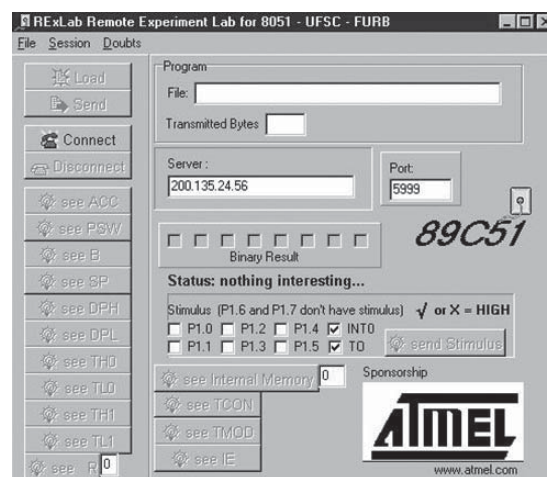 RExLab Remote Experiment Lab for 8051 - UFSC - FURB
File Session Doubts
Load
Send
Connect
Disconnect
see ACC
see PSW
see B
see SP
see DPH
see DPL
see TH0
see TL0
see TH1
see TL1
see R 0
Program
File:
Transmitted Bytes
Server :
200.135.24.56
Port:
5999
89C51
Binary Result
Status: nothing interesting...
Stimulus (P1.6 and P1.7 don't have stimulus) √ or X = HIGH
P1.0 P1.2 P1.4 INT0
P1.1 P1.3 P1.5 T0
send Stimulus
see Internal Memory 0
see TCON
see TMOD
see IE
Sponsorship
ATMEL
www.atmel.com